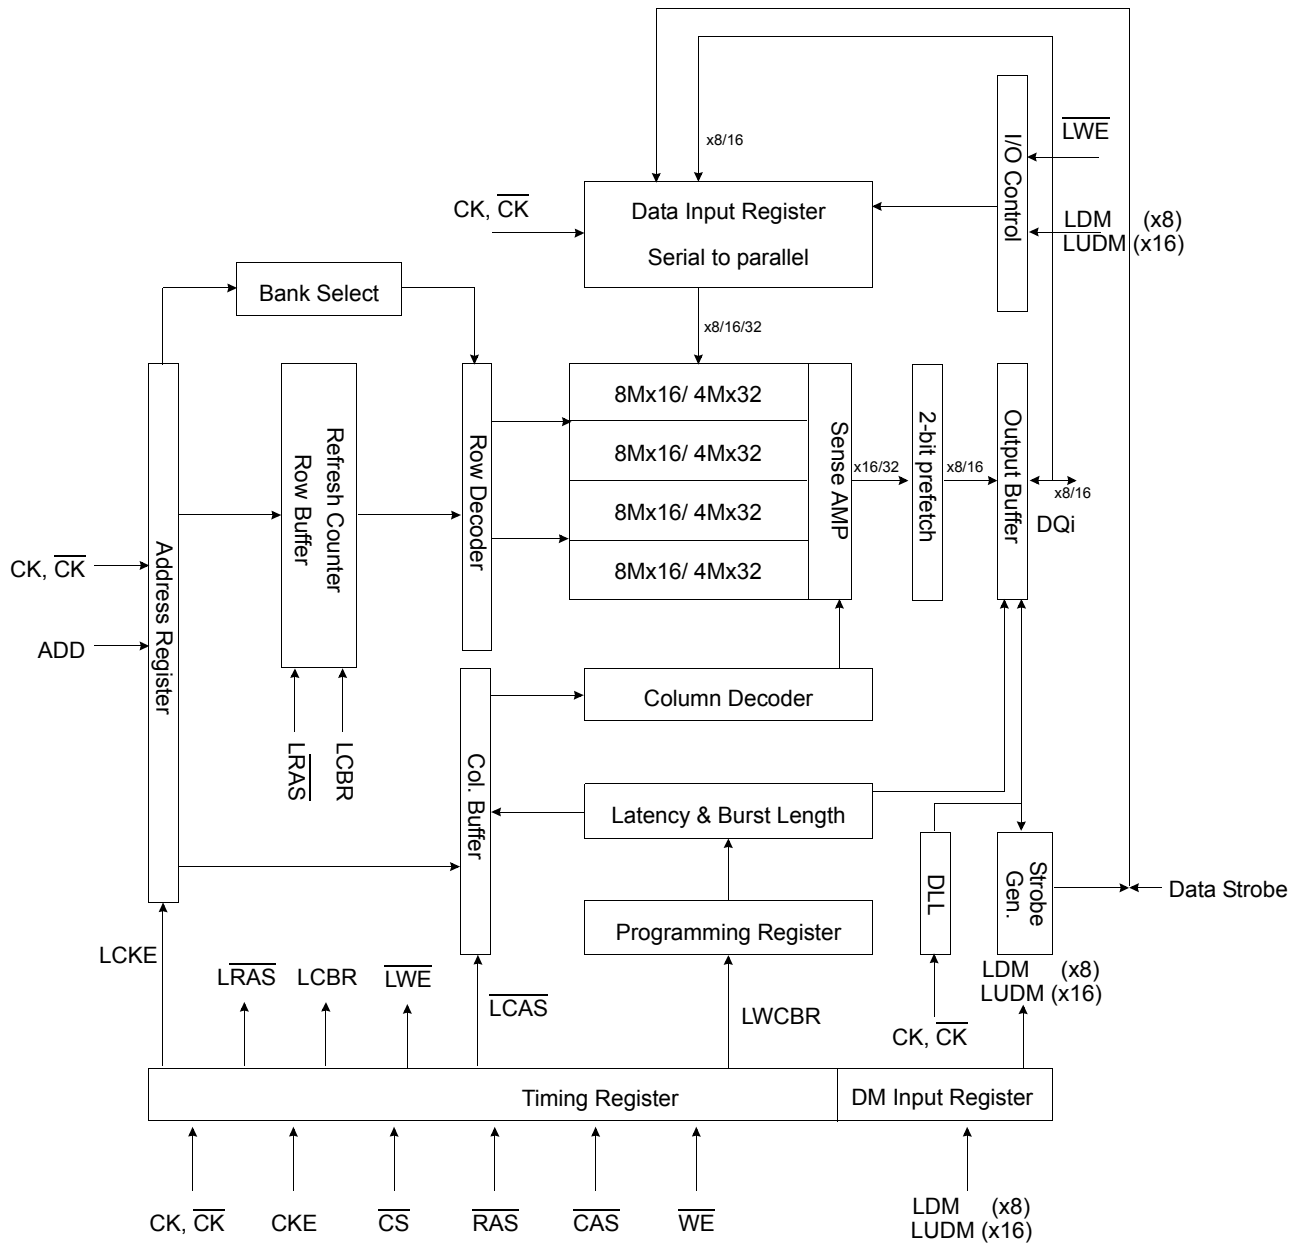 x8/16
I/O Control
LWE
CK, CK
Data Input Register
Serial to parallel
LDM (x8)
LUDM (x16)
Bank Select
x8/16/32
Address Register
Refresh Counter
Row Buffer
Row Decoder
8Mx16/ 4Mx32
8Mx16/ 4Mx32
8Mx16/ 4Mx32
8Mx16/ 4Mx32
Sense AMP
x16/32
2-bit prefetch
x8/16
Output Buffer
x8/16
DQi
CK, CK
ADD
LRAS
LCBR
Col. Buffer
Column Decoder
Latency & Burst Length
Programming Register
DLL
Strobe
Gen.
Data Strobe
LCKE
LRAS
LCBR
LWE
LCAS
LWCBR
CK, CK
LDM (x8)
LUDM (x16)
Timing Register
DM Input Register
CK, CK
CKE
CS
RAS
CAS
WE
LDM (x8)
LUDM (x16)